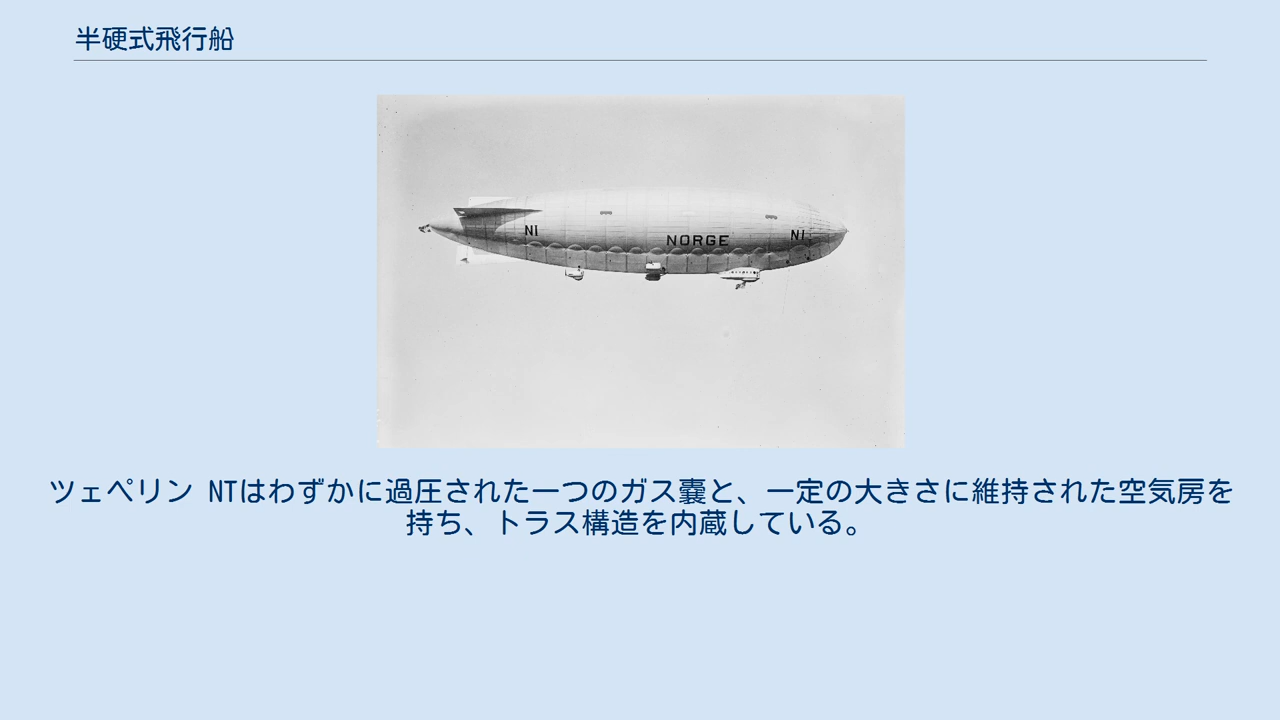 半硬式飛行船
N1
NORGE
N1
ツェペリン NTはわずかに過圧された一つのガス嚢と、一定の大きさに維持された空気房を
持ち、トラス構造を内蔵している。